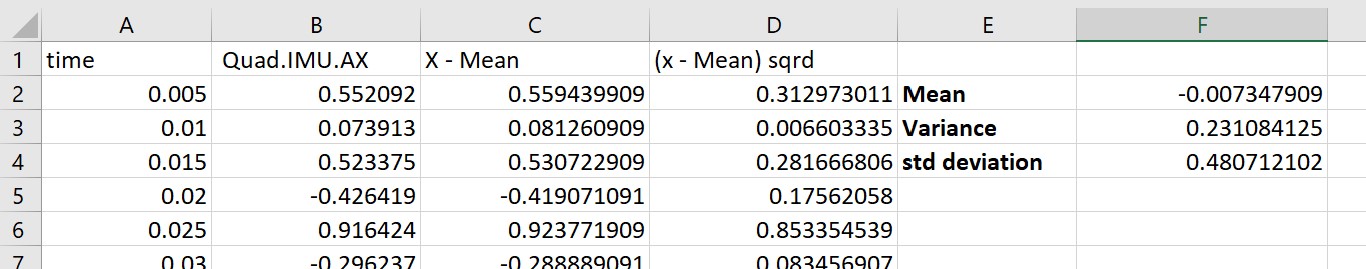 A B C D E F
1 time Quad.IMU.AX X - Mean (x - Mean) sqrd
2 0.005 0.552092 0.559439909 0.312973011 Mean -0.007347909
3 0.01 0.073913 0.081260909 0.006603335 Variance 0.231084125
4 0.015 0.523375 0.530722909 0.281666806 std deviation 0.480712102
5 0.02 -0.426419 -0.419071091 0.17562058
6 0.025 0.916424 0.923771909 0.853354539
7 0.03 -0.296237 -0.288889091 0.083456907